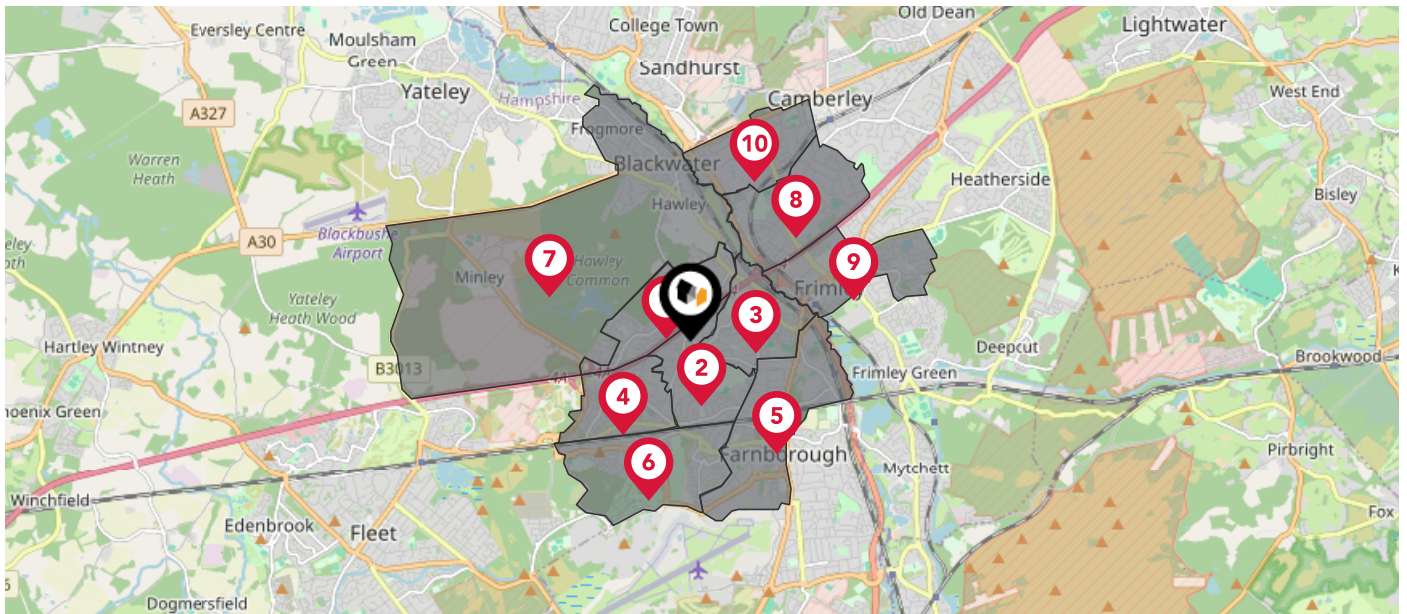 Old Dean
Lightwater
Eversley Centre
College Town
Moulsham
Green
Sandhurst
Yateley
Hampshire
Camberley
West End
A327
Frogmore
10
Warren
Heath
Blackwater
Heatherside
Bisley
8
Hawley
Blackbushe
Airport
A30
7
9
Hawley
Common
Minley
Frimley
Yateley
Heath Wood
3
Hartley Wintney
Deepcut
Brookwood
B3013
2
Frimley Green
4
5
Farnborough
6
Mytchett
Pirbright
Winchfield
Edenbrook
Fleet
Fox
Dogmersfield